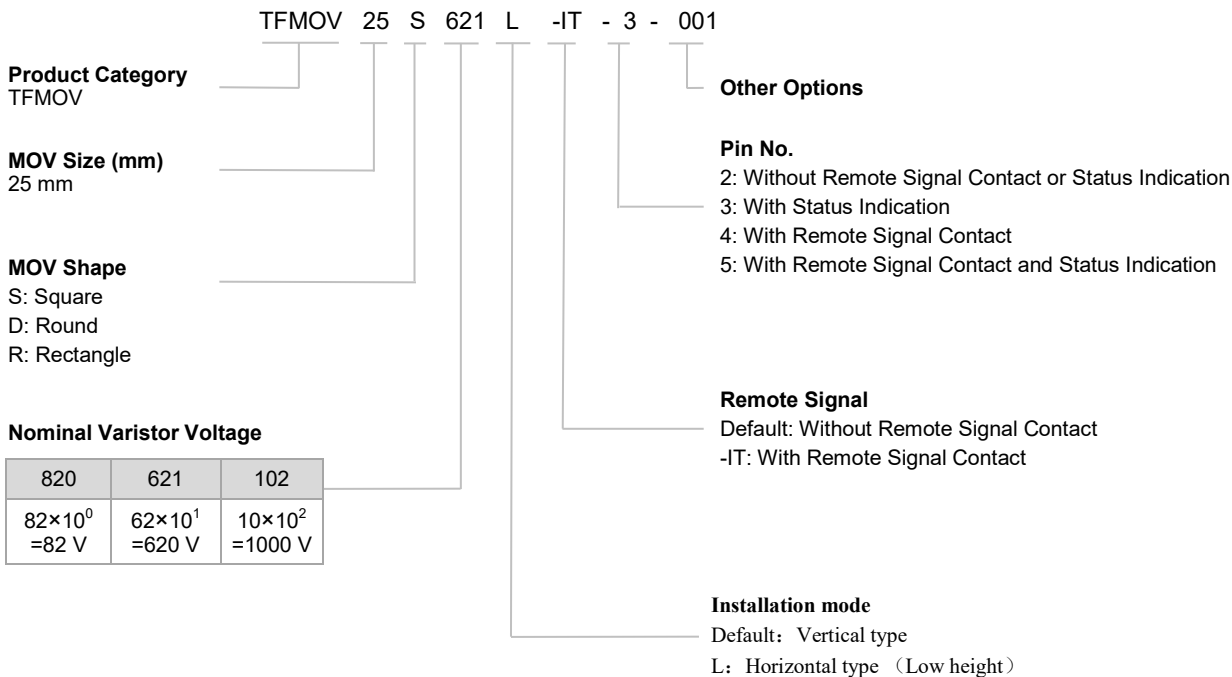 TFMOV 25 S 621 L -IT - 3 - 001
Product Category
TFMOV
MOV Size (mm)
25 mm
MOV Shape
S: Square
D: Round
R: Rectangle
Nominal Varistor Voltage
820 621 102
82×10⁰ 62×10¹ 10×10²
=82 V =620 V =1000 V
Other Options
Pin No.
2: Without Remote Signal Contact or Status Indication
3: With Status Indication
4: With Remote Signal Contact
5: With Remote Signal Contact and Status Indication
Remote Signal
Default: Without Remote Signal Contact
-IT: With Remote Signal Contact
Installation mode
Default：Vertical type
L：Horizontal type （Low height）